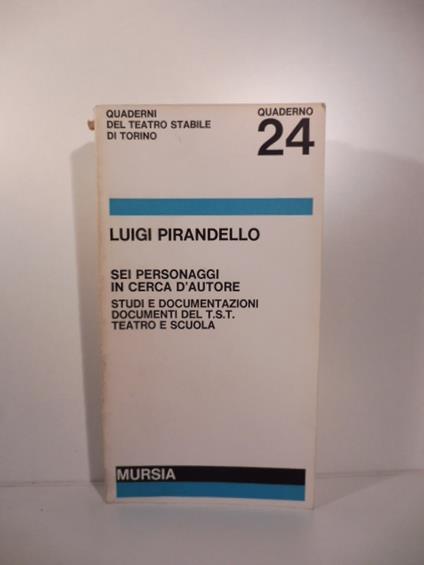 QUADERNI
DEL TEATRO STABILE
DI TORINO
QUADERNO
24
LUIGI PIRANDELLO
SEI PERSONAGGI
IN CERCA D'AUTORE
STUDI E DOCUMENTAZIONI
DOCUMENTI DEL T.S.T.
TEATRO E SCUOLA
MURSIA